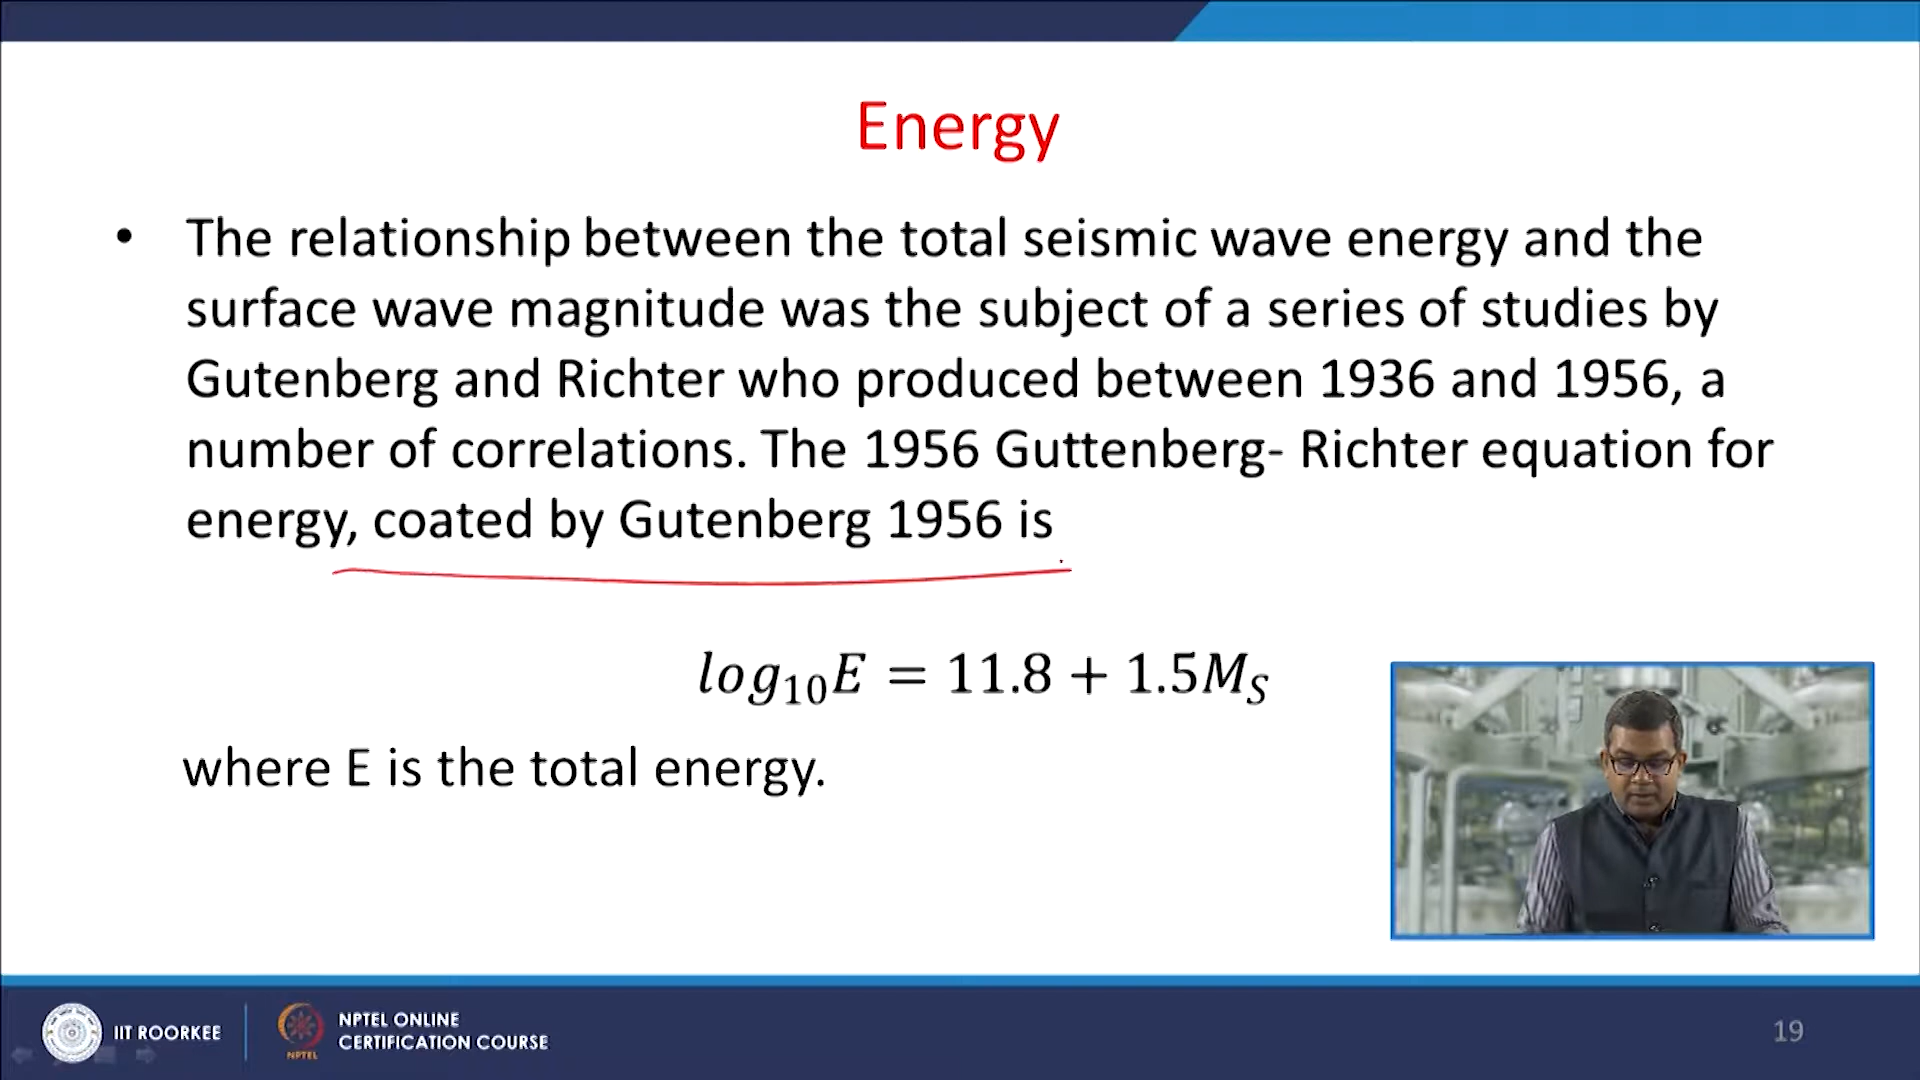 Energy
• The relationship between the total seismic wave energy and the
surface wave magnitude was the subject of a series of studies by
Gutenberg and Richter who produced between 1936 and 1956, a
number of correlations. The 1956 Guttenberg- Richter equation for
energy, coated by Gutenberg 1956 is
log₁₀E = 11.8 + 1.5M_S
where E is the total energy.
IIT ROORKEE
NPTEL
NPTEL ONLINE
CERTIFICATION COURSE
19